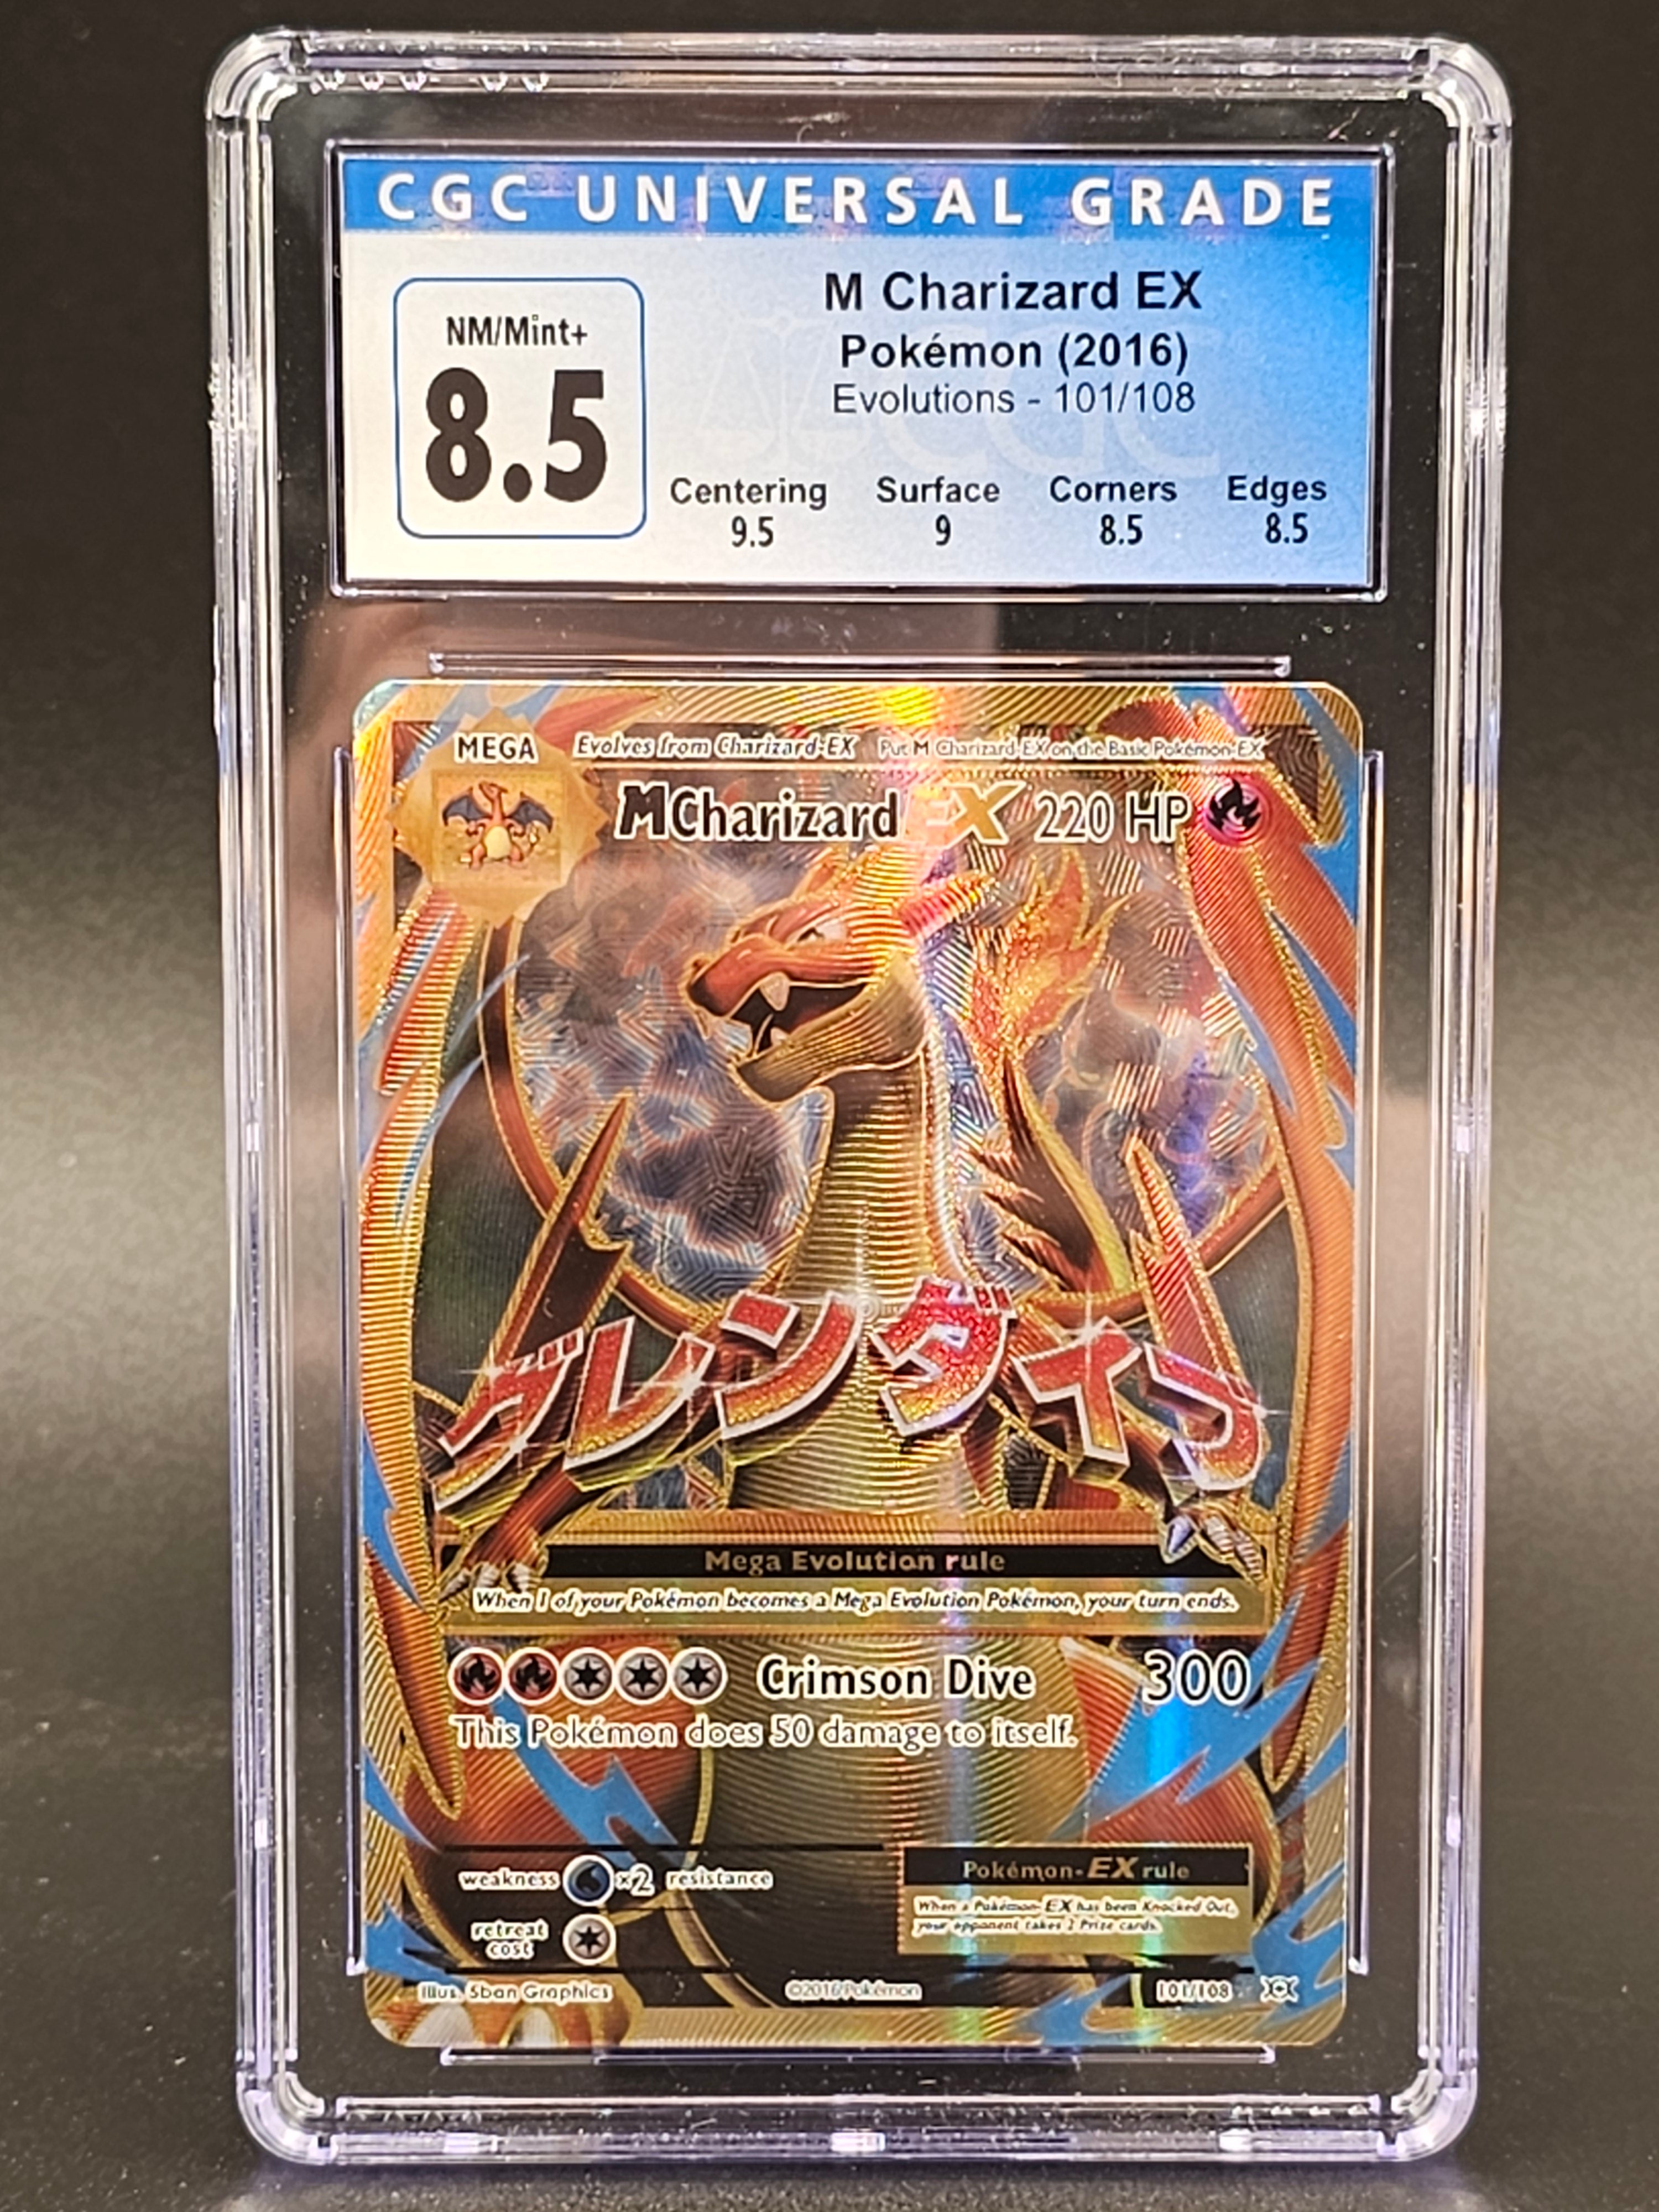 CGC UNIVERSAL GRADE
NM/Mint+
8.5
M Charizard EX
Pokémon (2016)
Evolutions - 101/108
Centering Surface Corners Edges
9.5 9 8.5 8.5
CGC
MEGA Evolves from Charizard-EX Put M Charizard-EX on the Basic Pokémon-EX
M Charizard EX 220 HP
グレンダイブ
Mega Evolution rule
When 1 of your Pokémon becomes a Mega Evolution Pokémon, your turn ends.
Crimson Dive 300
This Pokémon does 50 damage to itself.
weakness x2 resistance
retreat cost
Pokémon-EX rule
When a Pokémon-EX has been Knocked Out,
your opponent takes 2 Prize cards.
Illus. 5ban Graphics ©2016 Pokémon 101/108